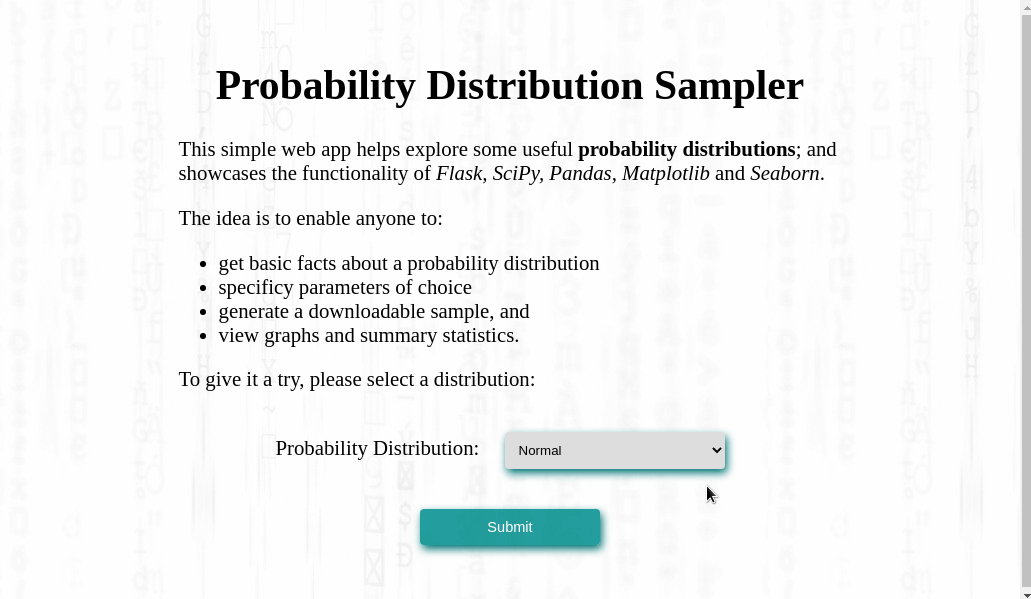 Probability Distribution Sampler
This simple web app helps explore some useful probability distributions; and
showcases the functionality of Flask, SciPy, Pandas, Matplotlib and Seaborn.
The idea is to enable anyone to:
get basic facts about a probability distribution
specificy parameters of choice
generate a downloadable sample, and
view graphs and summary statistics.
To give it a try, please select a distribution:
Probability Distribution: Normal
Submit